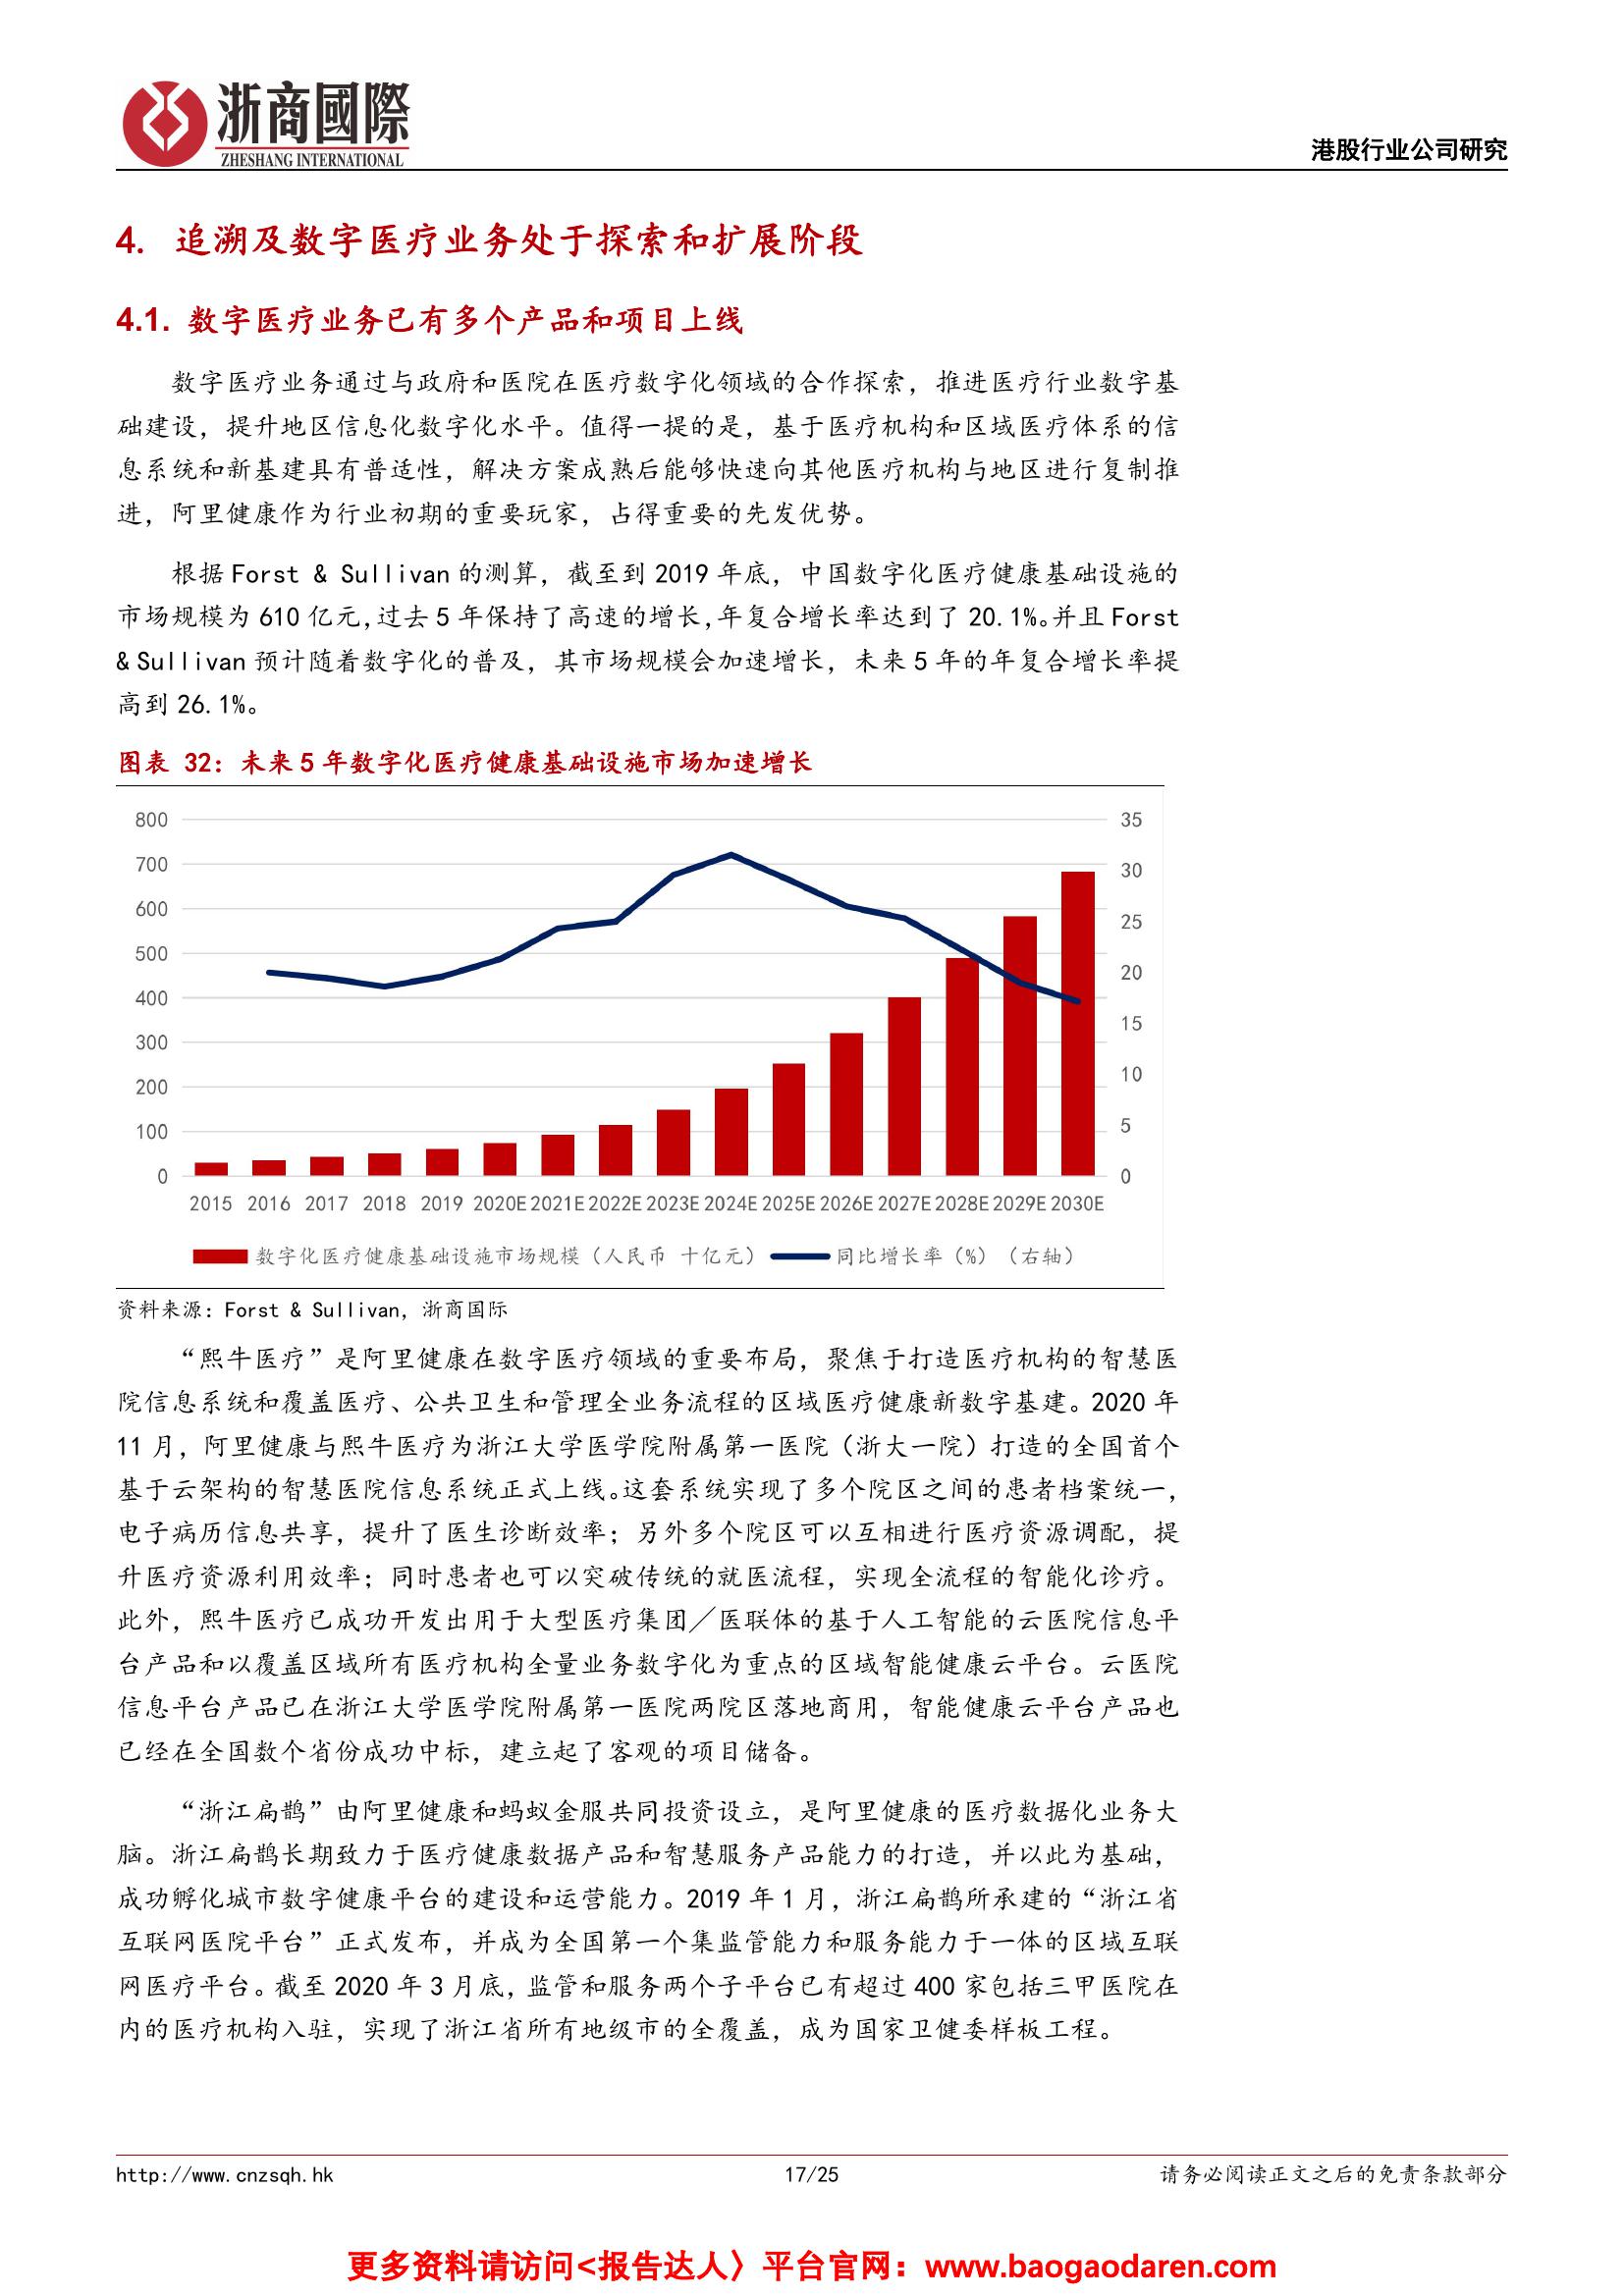 浙商國際
ZHESHANG INTERNATIONAL
港股行业公司研究
4. 追溯及数字医疗业务处于探索和扩展阶段
4.1. 数字医疗业务已有多个产品和项目上线
数字医疗业务通过与政府和医院在医疗数字化领域的合作探索，推进医疗行业数字基
础建设，提升地区信息化数字化水平。值得一提的是，基于医疗机构和区域医疗体系的信
息系统和新基建具有普适性，解决方案成熟后能够快速向其他医疗机构与地区进行复制推
进，阿里健康作为行业初期的重要玩家，占得重要的先发优势。
根据 Forst & Sullivan 的测算，截至到 2019 年底，中国数字化医疗健康基础设施的
市场规模为 610 亿元，过去 5 年保持了高速的增长，年复合增长率达到了 20.1%。并且 Forst
& Sullivan 预计随着数字化的普及，其市场规模会加速增长，未来 5 年的年复合增长率提
高到 26.1%。
图表 32：未来 5 年数字化医疗健康基础设施市场加速增长
800
700
600
500
400
300
200
100
0
35
30
25
20
15
10
5
0
2015 2016 2017 2018 2019 2020E 2021E 2022E 2023E 2024E 2025E 2026E 2027E 2028E 2029E 2030E
数字化医疗健康基础设施市场规模（人民币 十亿元） 同比增长率（%）（右轴）
资料来源：Forst & Sullivan，浙商国际
“熙牛医疗”是阿里健康在数字医疗领域的重要布局，聚焦于打造医疗机构的智慧医
院信息系统和覆盖医疗、公共卫生和管理全业务流程的区域医疗健康新数字基建。2020 年
11 月，阿里健康与熙牛医疗为浙江大学医学院附属第一医院（浙大一院）打造的全国首个
基于云架构的智慧医院信息系统正式上线。这套系统实现了多个院区之间的患者档案统一，
电子病历信息共享，提升了医生诊断效率；另外多个院区可以互相进行医疗资源调配，提
升医疗资源利用效率；同时患者也可以突破传统的就医流程，实现全流程的智能化诊疗。
此外，熙牛医疗已成功开发出用于大型医疗集团／医联体的基于人工智能的云医院信息平
台产品和以覆盖区域所有医疗机构全量业务数字化为重点的区域智能健康云平台。云医院
信息平台产品已在浙江大学医学院附属第一医院两院区落地商用，智能健康云平台产品也
已经在全国数个省份成功中标，建立起了客观的项目储备。
“浙江扁鹊”由阿里健康和蚂蚁金服共同投资设立，是阿里健康的医疗数据化业务大
脑。浙江扁鹊长期致力于医疗健康数据产品和智慧服务产品能力的打造，并以此为基础，
成功孵化城市数字健康平台的建设和运营能力。2019 年 1 月，浙江扁鹊所承建的“浙江省
互联网医院平台”正式发布，并成为全国第一个集监管能力和服务能力于一体的区域互联
网医疗平台。截至 2020 年 3 月底，监管和服务两个子平台已有超过 400 家包括三甲医院在
内的医疗机构入驻，实现了浙江省所有地级市的全覆盖，成为国家卫健委样板工程。
http://www.cnzsqh.hk
17/25
请务必阅读正文之后的免责条款部分
更多资料请访问<报告达人〉平台官网：www.baogaodaren.com